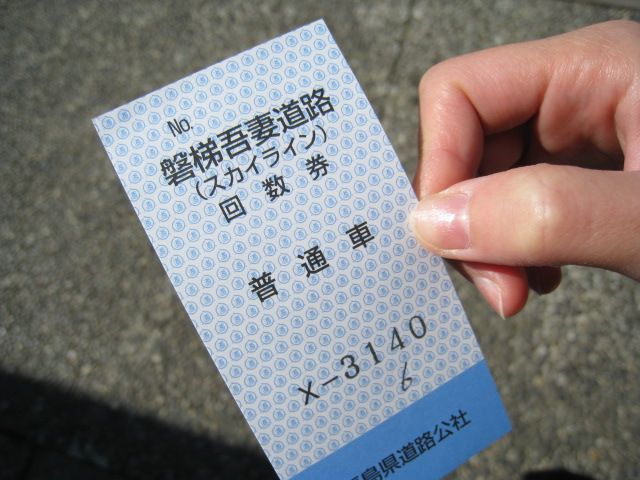 No.
磐梯吾妻道路
(スカイライン)
回数券
普通車
X-3140
6
島県道路公社